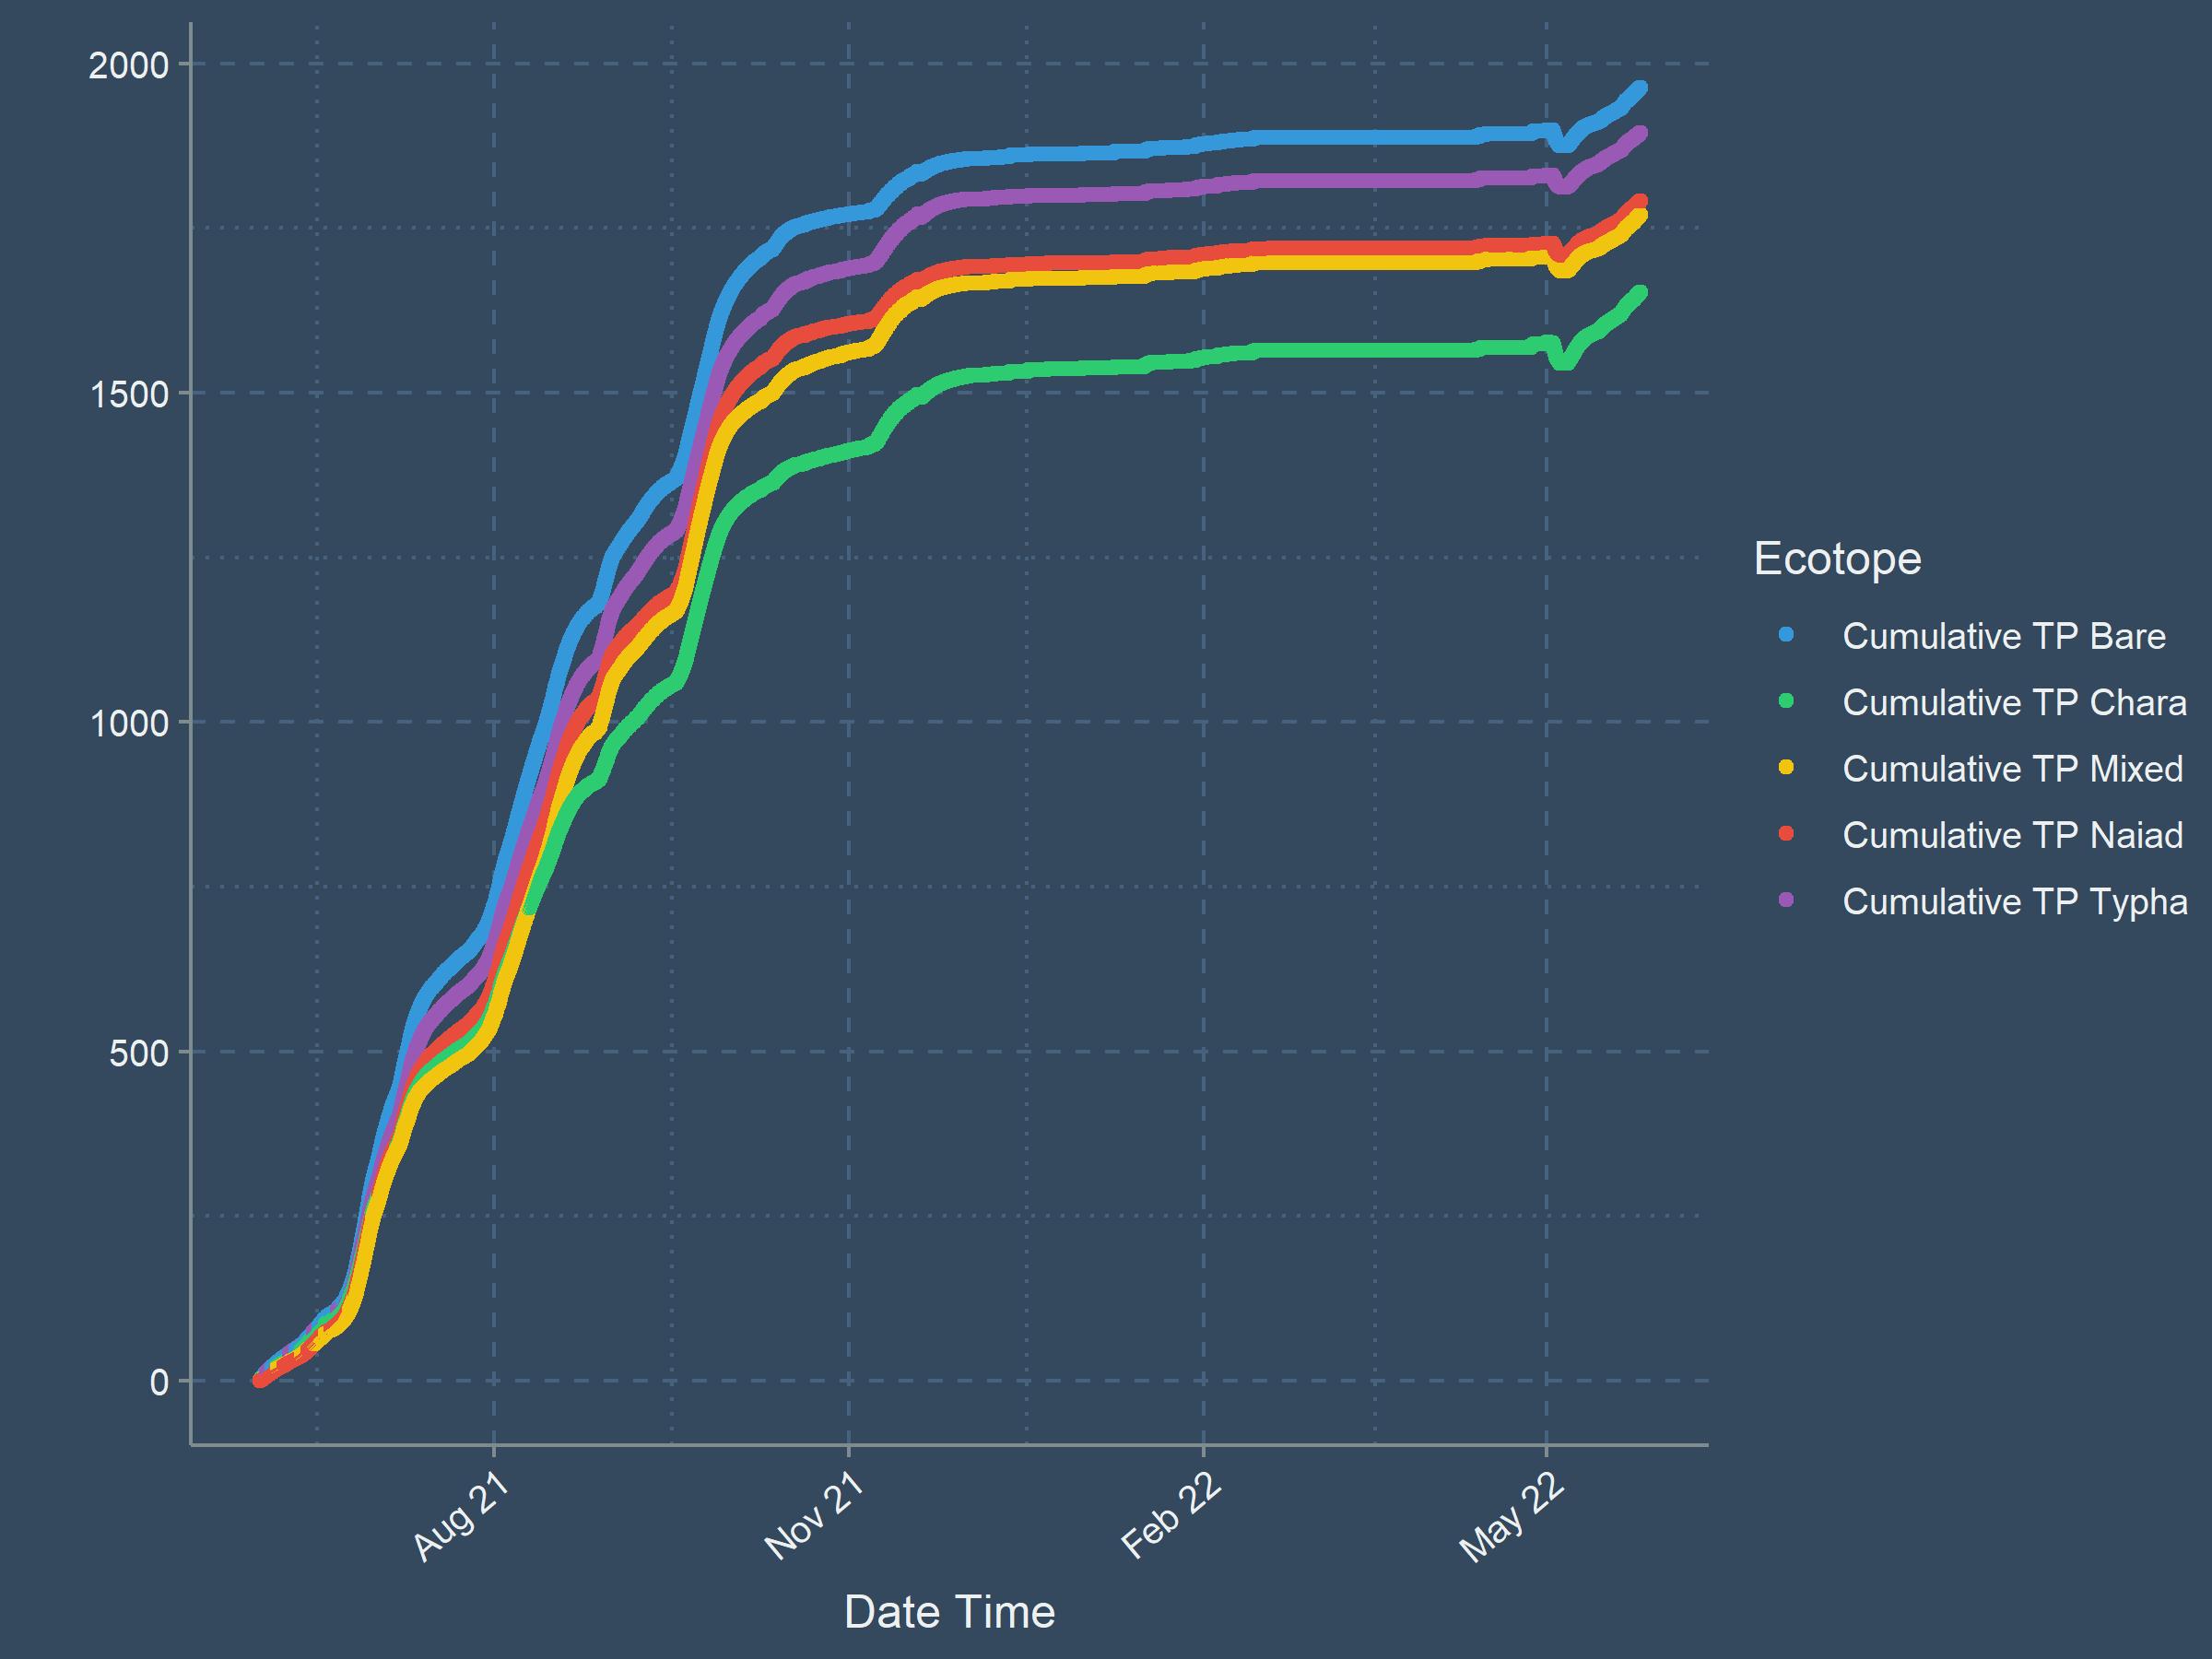 2000
1500
1000
500
0
Aug 21
Nov 21
Feb 22
May 22
Date Time
Ecotope
Cumulative TP Bare
Cumulative TP Chara
Cumulative TP Mixed
Cumulative TP Naiad
Cumulative TP Typha